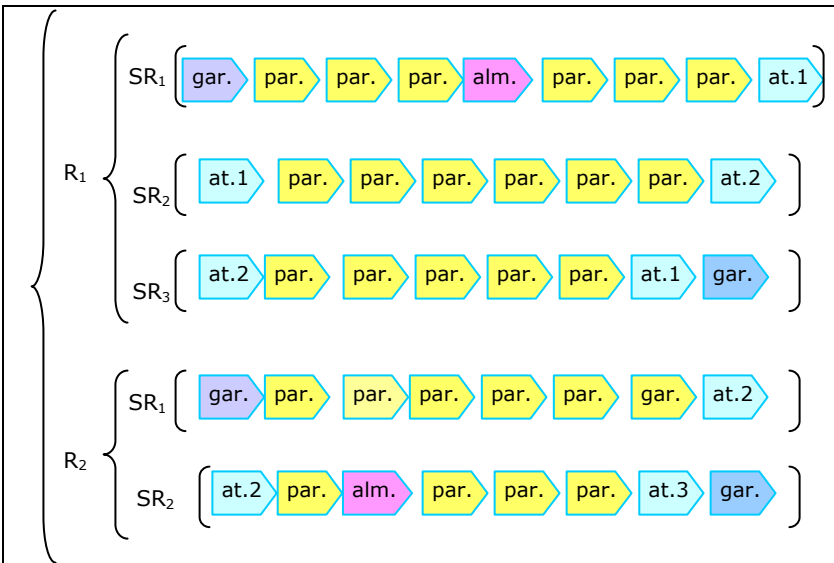 SR1 gar. par. par. par. alm. par. par. par. at.1
R1
SR2 at.1 par. par. par. par. par. par. at.2
SR3 at.2 par. par. par. par. par. at.1 gar.
SR1 gar. par. par. par. par. par. gar. at.2
R2
SR2 at.2 par. alm. par. par. par. at.3 gar.